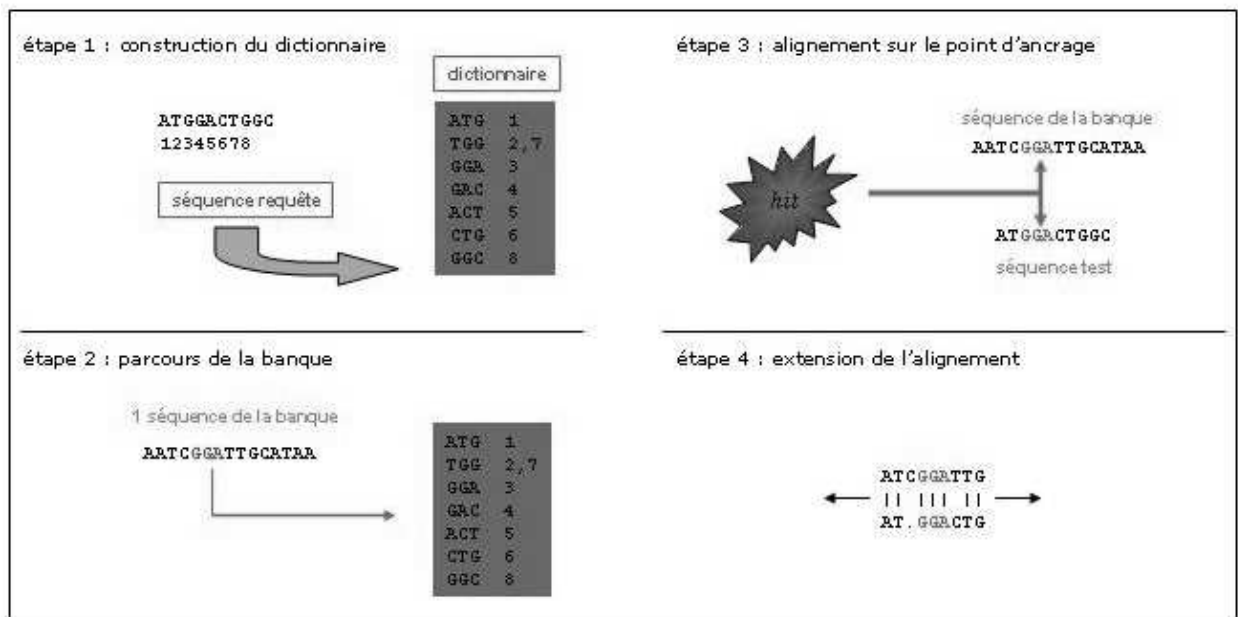 étape 1 : construction du dictionnaire
dictionnaire
ATGGACTGGC
12345678
séquence requête
ATG 1
TGG 2,7
GGA 3
GAC 4
ACT 5
CTG 6
GGC 8
étape 3 : alignement sur le point d'ancrage
séquence de la banque
AATCGGATTGCATAA
hit
ATGGACTGGC
séquence test
étape 2 : parcours de la banque
1 séquence de la banque
AATCGGATTGCATAA
ATG 1
TGG 2,7
GGA 3
GAC 4
ACT 5
CTG 6
GGC 8
étape 4 : extension de l'alignement
ATCGGATTG
|| ||| ||
AT.GGACTG